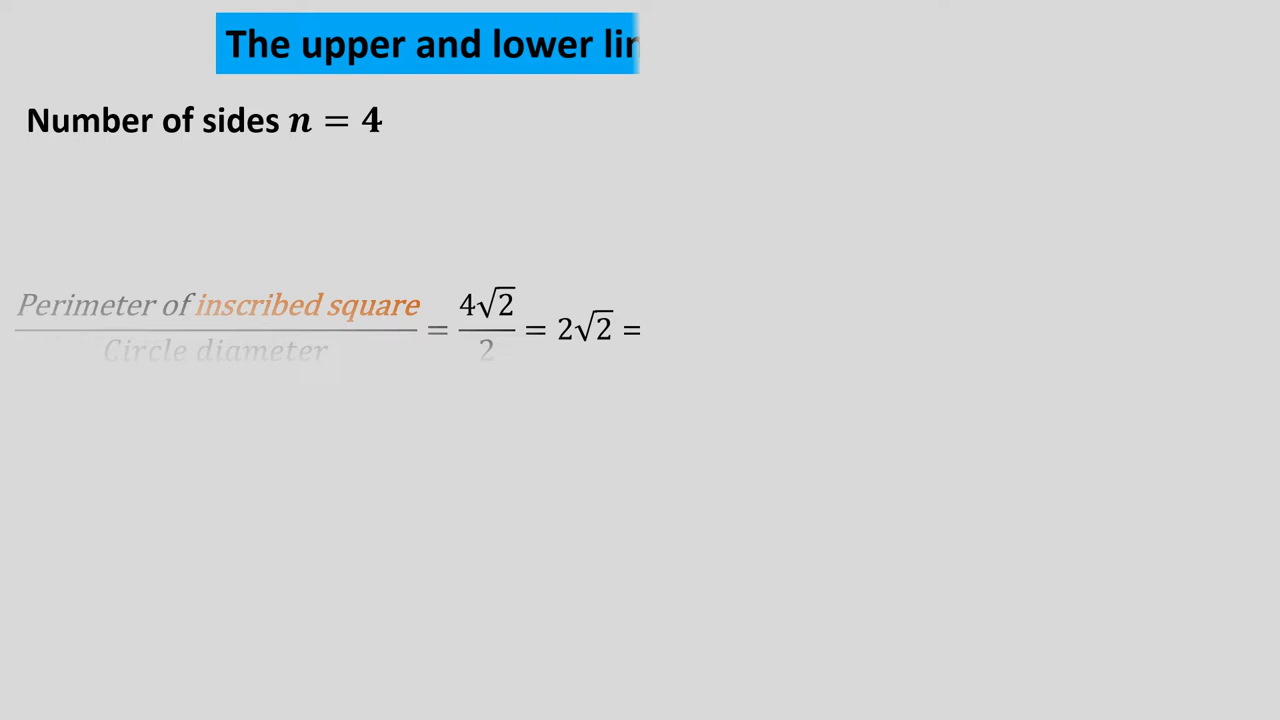 The upper and lower
Number of sides n = 4
Perimeter of inscribed square / Circle diameter = 4√2 / 2 = 2√2 =